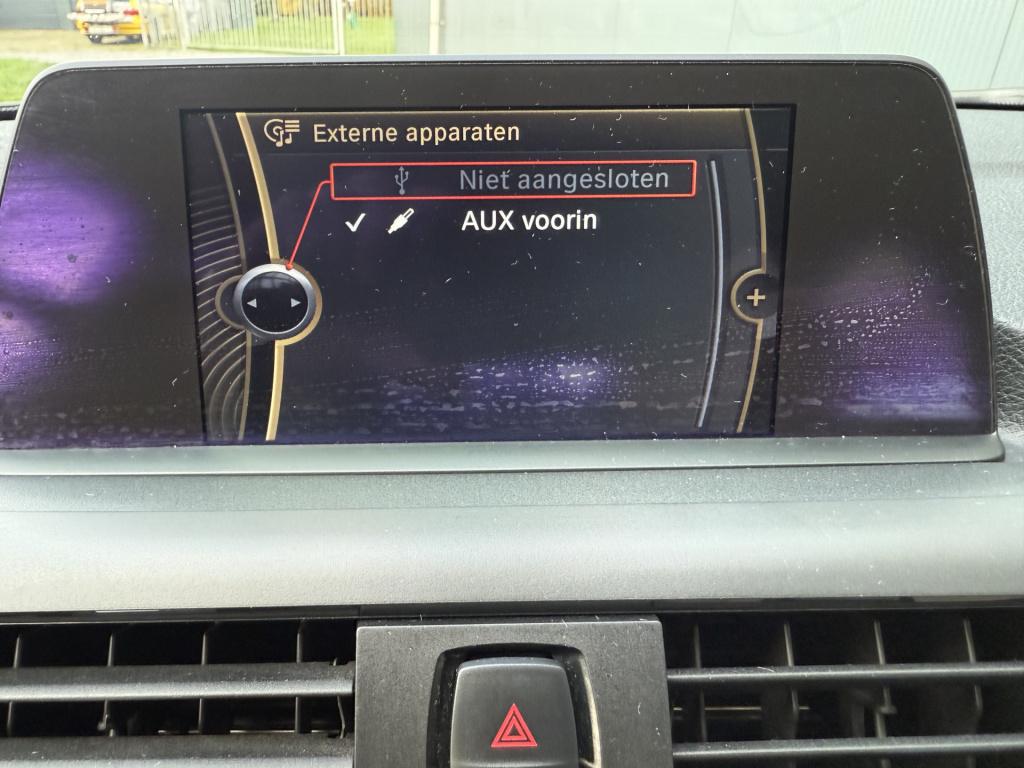 Externe apparaten
Niet aangesloten
AUX voorin